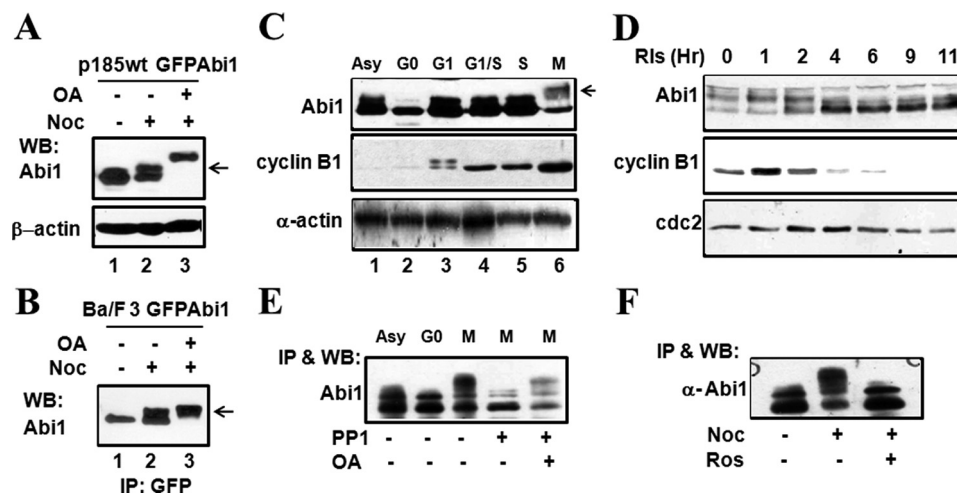 A
p185wt GFPAbi1
OA - - +
Noc - + +
WB:
Abi1
β–actin
1 2 3
B
Ba/F 3 GFPAbi1
OA - - +
Noc - + +
WB:
Abi1
1 2 3
IP: GFP
C
Asy G0 G1 G1/S S M
Abi1
cyclin B1
α-actin
1 2 3 4 5 6
D
Rls (Hr) 0 1 2 4 6 9 11
Abi1
cyclin B1
cdc2
E
Asy G0 M M M
IP & WB:
Abi1
PP1 - - - + +
OA - - - - +
F
IP & WB:
α-Abi1
Noc - + +
Ros - - +